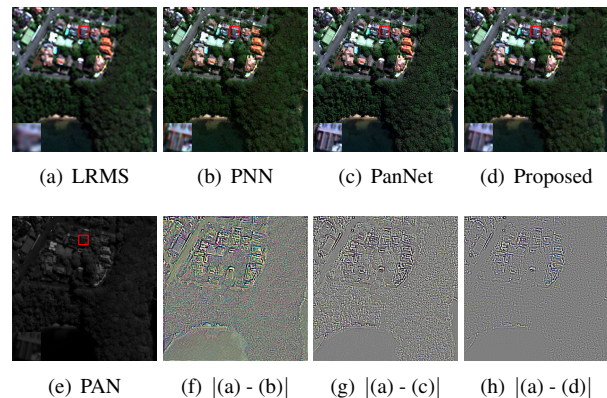 (a) LRMS
(b) PNN
(c) PanNet
(d) Proposed
(e) PAN
(f) |(a) - (b)|
(g) |(a) - (c)|
(h) |(a) - (d)|